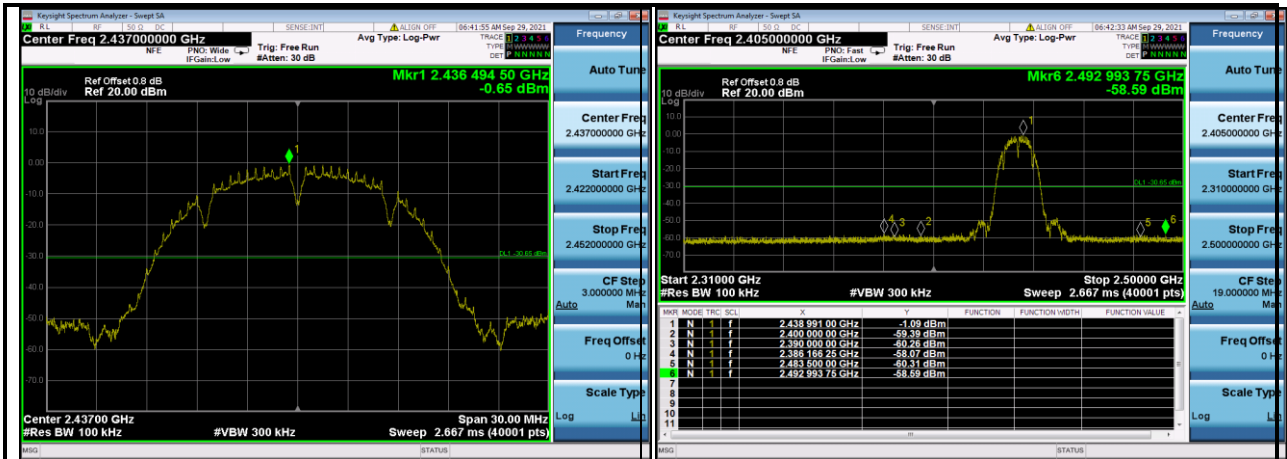 Keysight Spectrum Analyzer - Swept SA
RL RF 50 Ω DC SENSE:INT ALIGN OFF 06:41:55 AM Sep 29, 2021
Center Freq 2.437000000 GHz
NFE
PNO: Wide
IFGain:Low
Trig: Free Run
#Atten: 30 dB
Avg Type: Log-Pwr
TRACE 1 2 3 4 5 6
TYPE M W W W W W
DET P N N N N N
Mkr1 2.436 494 50 GHz
-0.65 dBm
Ref Offset 0.8 dB
10 dB/div Ref 20.00 dBm
Log
10.0
0.00
-10.0
-20.0
-30.0
-40.0
-50.0
-60.0
-70.0
1
DL1 -30.65 dBm
Center 2.43700 GHz Span 30.00 MHz
#Res BW 100 kHz #VBW 300 kHz Sweep 2.667 ms (40001 pts)
MSG STATUS
Frequency
Auto Tune
Center Freq
2.437000000 GHz
Start Freq
2.422000000 GHz
Stop Freq
2.452000000 GHz
CF Step
3.000000 MHz
Auto Man
Freq Offset
0 Hz
Scale Type
Log Lin
Keysight Spectrum Analyzer - Swept SA
RL RF 50 Ω DC SENSE:INT ALIGN OFF 06:42:33 AM Sep 29, 2021
Center Freq 2.405000000 GHz
NFE
PNO: Fast
IFGain:Low
Trig: Free Run
#Atten: 30 dB
Avg Type: Log-Pwr
TRACE 1 2 3 4 5 6
TYPE M W W W W W
DET P N N N N N
Mkr6 2.492 993 75 GHz
-58.59 dBm
Ref Offset 0.8 dB
10 dB/div Ref 20.00 dBm
Log
10.0
0.00
-10.0
-20.0
-30.0
-40.0
-50.0
-60.0
-70.0
1
DL1 -30.65 dBm
4 3 2 5 6
Start 2.31000 GHz Stop 2.50000 GHz
#Res BW 100 kHz #VBW 300 kHz Sweep 2.667 ms (40001 pts)
MKR MODE TRC SCL X Y FUNCTION FUNCTION WIDTH FUNCTION VALUE
1 N 1 f 2.438 991 00 GHz -1.09 dBm
2 N 1 f 2.400 000 00 GHz -59.39 dBm
3 N 1 f 2.390 000 00 GHz -60.26 dBm
4 N 1 f 2.386 166 25 GHz -58.07 dBm
5 N 1 f 2.483 500 00 GHz -60.31 dBm
6 N 1 f 2.492 993 75 GHz -58.59 dBm
7
8
9
10
11
MSG STATUS
Frequency
Auto Tune
Center Freq
2.405000000 GHz
Start Freq
2.310000000 GHz
Stop Freq
2.500000000 GHz
CF Step
19.000000 MHz
Auto Man
Freq Offset
0 Hz
Scale Type
Log Lin